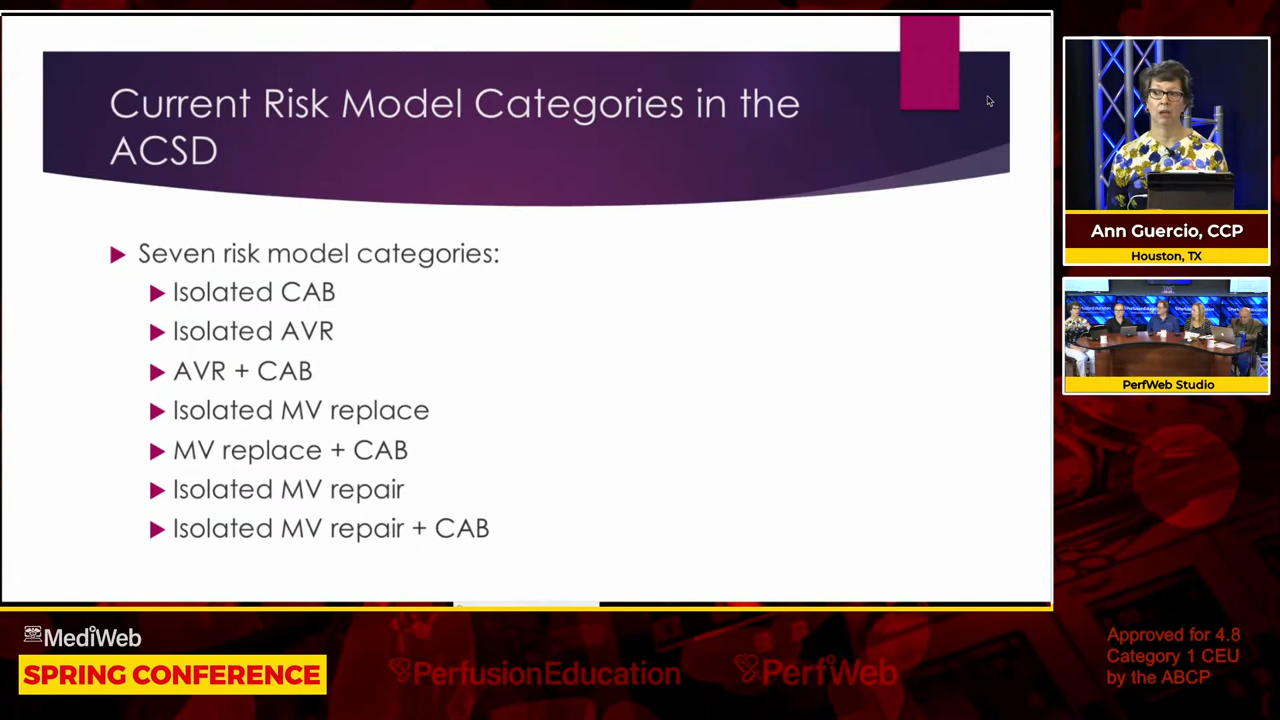 Current Risk Model Categories in the
ACSD
Seven risk model categories:
Isolated CAB
Isolated AVR
AVR + CAB
Isolated MV replace
MV replace + CAB
Isolated MV repair
Isolated MV repair + CAB
Ann Guercio, CCP
Houston, TX
PerfWeb Studio
MediWeb
SPRING CONFERENCE
PerfusionEducation
PerfWeb
Approved for 4.8
Category 1 CEU
by the ABCP